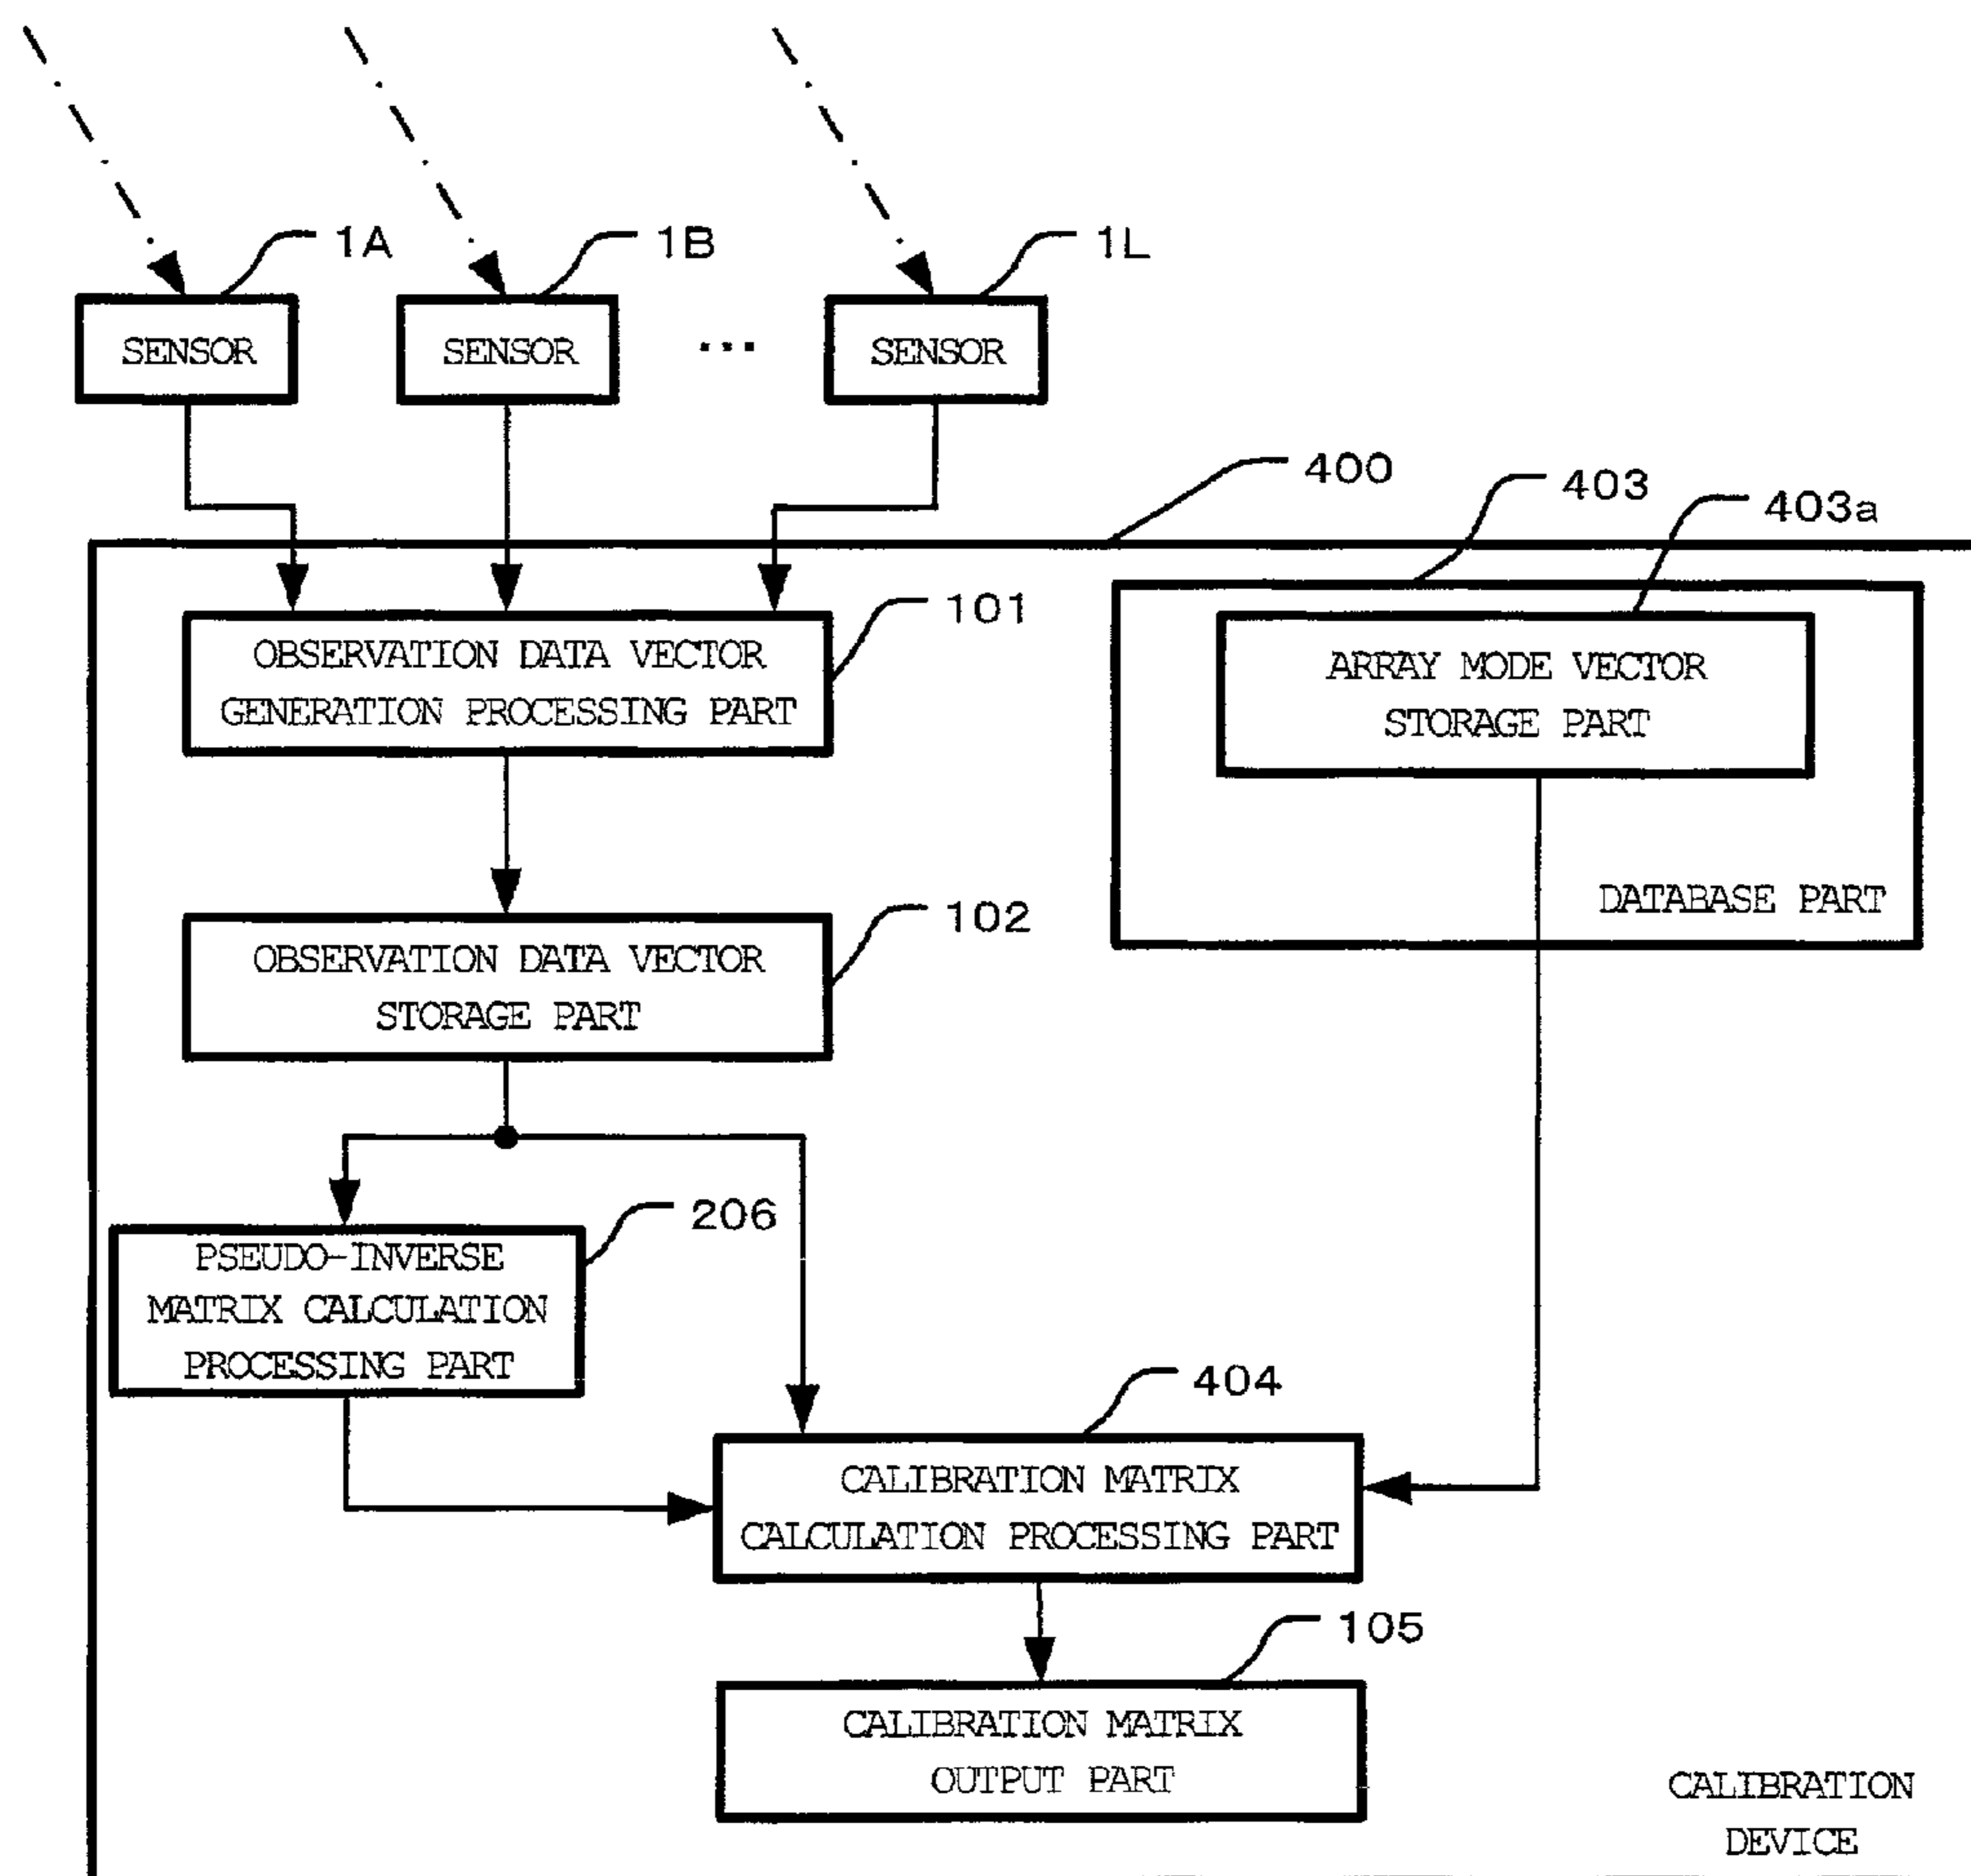 1A
1B
1L
SENSOR
SENSOR
...
SENSOR
400
403
403a
101
OBSERVATION DATA VECTOR
GENERATION PROCESSING PART
ARRAY MODE VECTOR
STORAGE PART
DATABASE PART
102
OBSERVATION DATA VECTOR
STORAGE PART
206
PSEUDO-INVERSE
MATRIX CALCULATION
PROCESSING PART
404
CALIBRATION MATRIX
CALCULATION PROCESSING PART
105
CALIBRATION MATRIX
OUTPUT PART
CALIBRATION
DEVICE